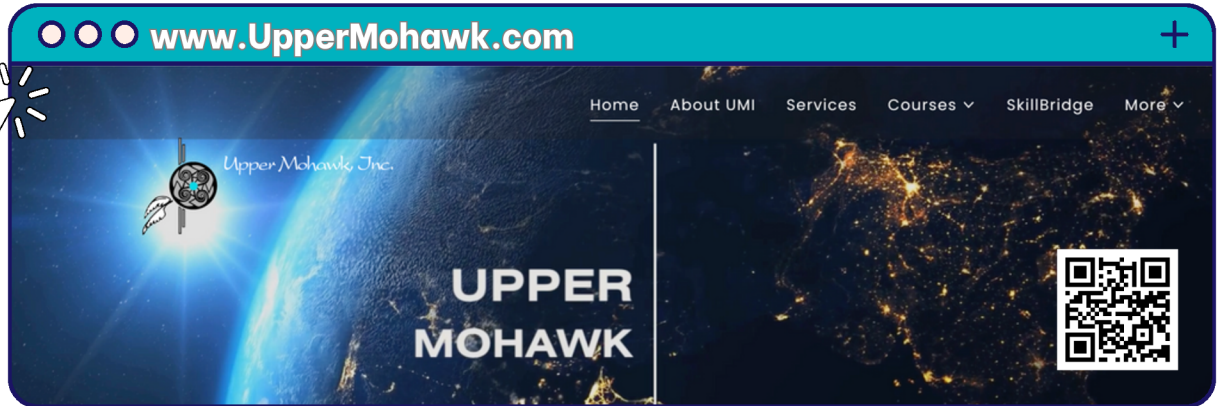 www.UpperMohawk.com
Home About UMI Services Courses SkillBridge More
Upper Mohawk, Inc.
UPPER
MOHAWK